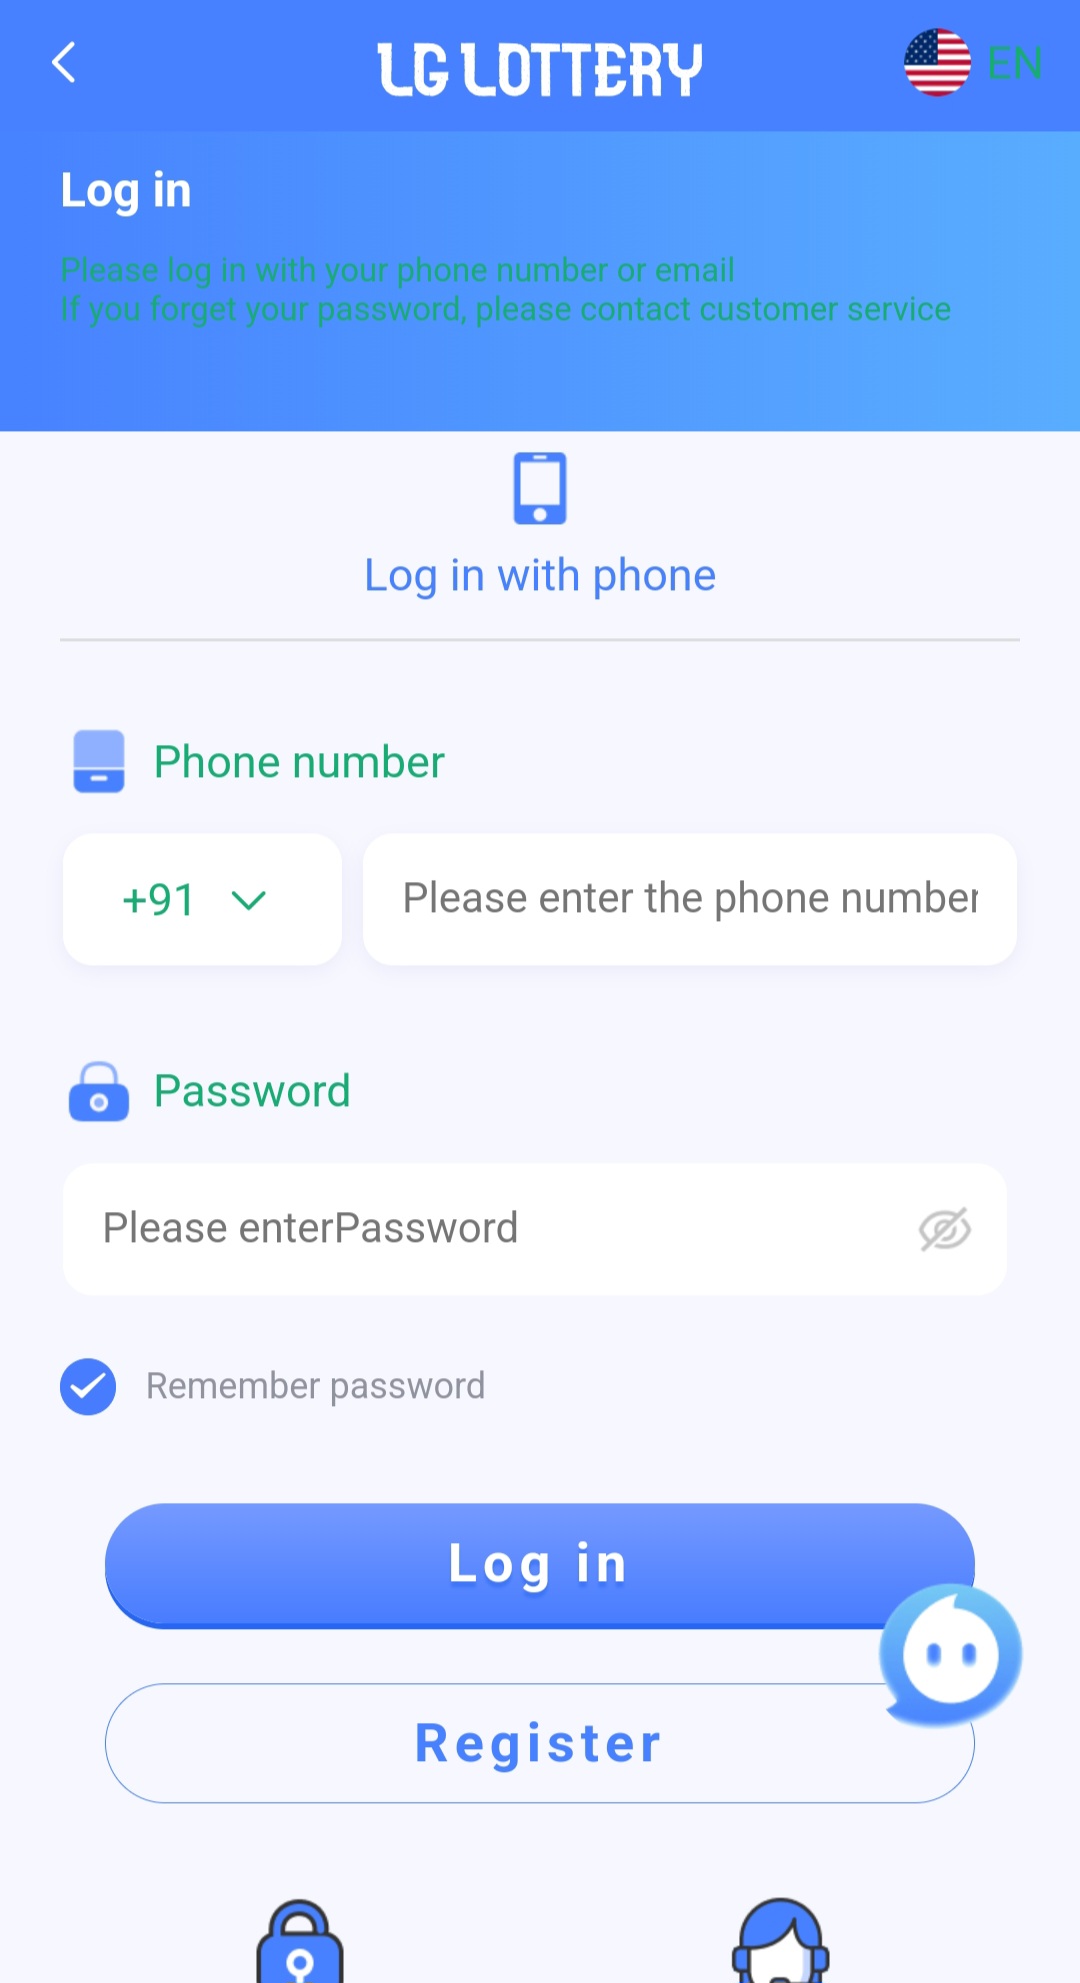 LG LOTTERY
EN
Log in
Please log in with your phone number or email
If you forget your password, please contact customer service
Log in with phone
Phone number
+91
Please enter the phone number
Password
Please enterPassword
Remember password
Log in
Register